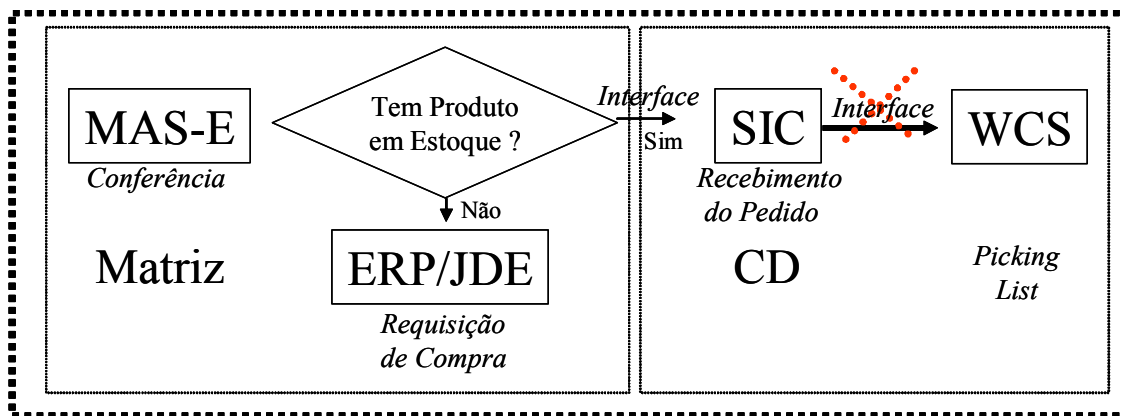 MAS-E
Conferência
Matriz
Tem Produto
em Estoque ?
Não
ERP/JDE
Requisição
de Compra
Interface
Sim
SIC
Recebimento
do Pedido
CD
Interface
WCS
Picking
List